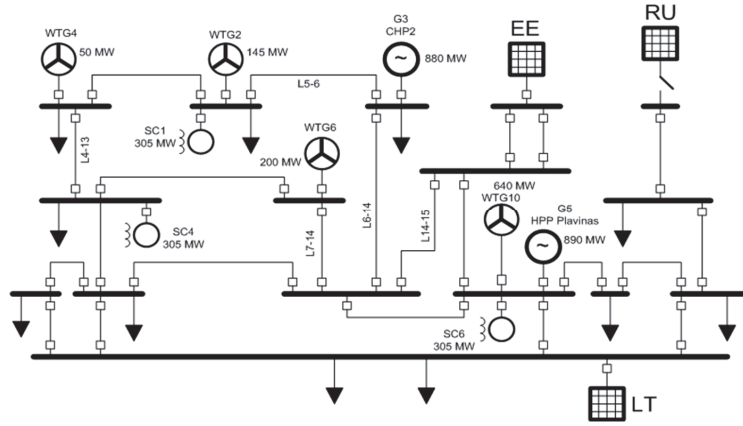 WTG4
50 MW
WTG2
145 MW
G3
CHP2
880 MW
EE
RU
L5-6
SC1
305 MW
L4-13
WTG6
200 MW
L6-14
L7-14
L14-15
640 MW
WTG10
G5
HPP Plavinas
890 MW
SC4
305 MW
SC6
305 MW
LT